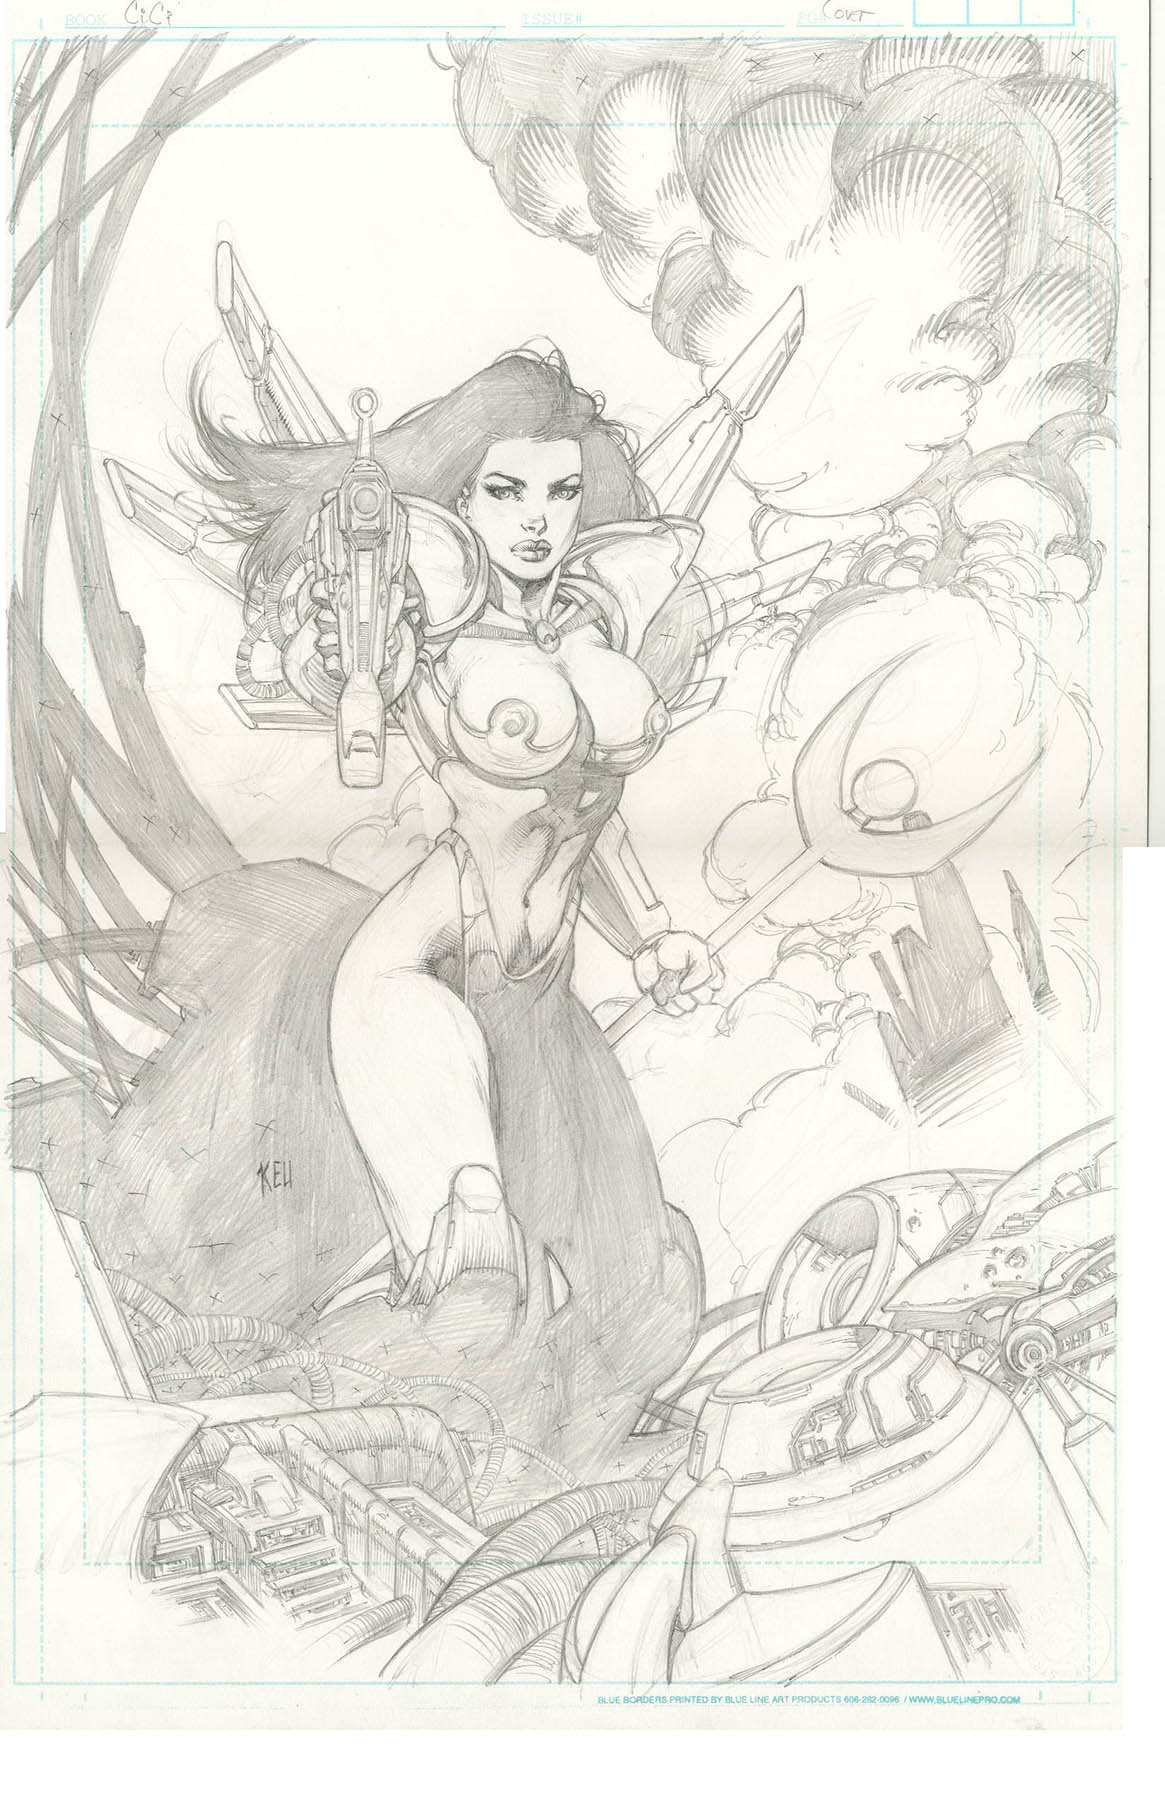 BOOK CiCi ISSUE# PG# Cover
KEU
BLUE BORDERS PRINTED BY BLUE LINE ART PRODUCTS 606-282-0096 / WWW.BLUELINEPRO.COM